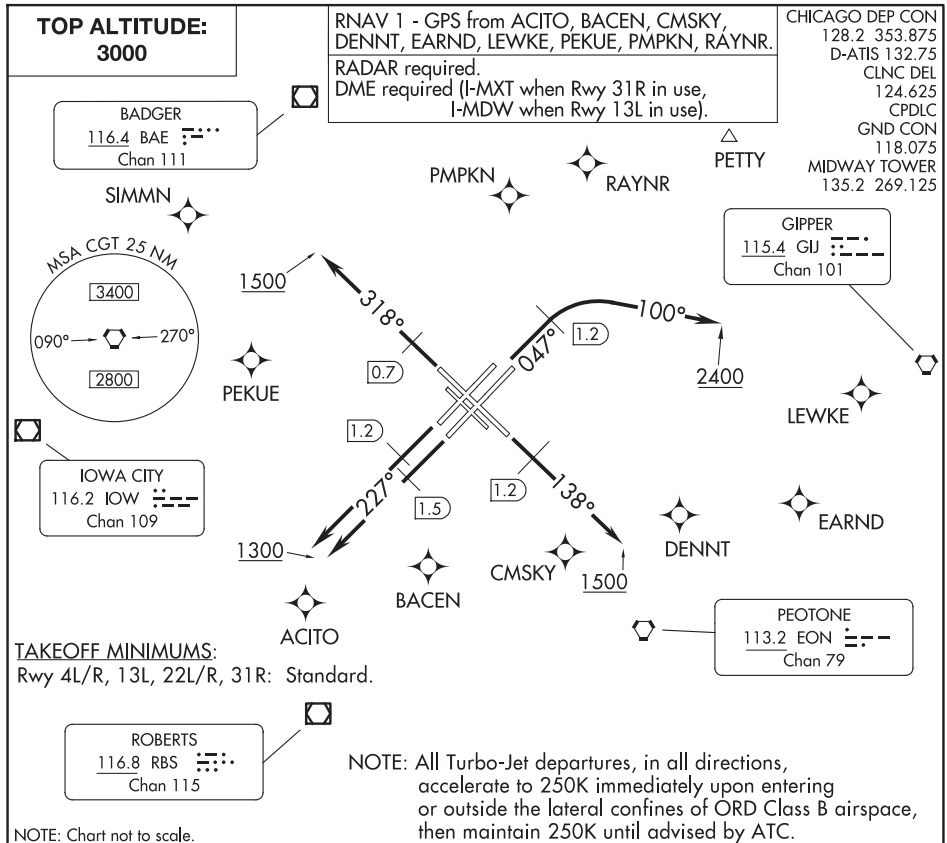 TOP ALTITUDE:
3000
RNAV 1 - GPS from ACITO, BACEN, CMSKY,
DENNT, EARND, LEWKE, PEKUE, PMPKN, RAYNR.
RADAR required.
DME required (I-MXT when Rwy 31R in use,
I-MDW when Rwy 13L in use).
CHICAGO DEP CON
128.2 353.875
D-ATIS 132.75
CLNC DEL
124.625
CPDLC
GND CON
118.075
MIDWAY TOWER
135.2 269.125
BADGER
116.4 BAE
Chan 111
PETTY
RAYNR
PMPKN
SIMMN
GIPPER
115.4 GIJ
Chan 101
MSA CGT 25 NM
3400
090°
270°
2800
1500
318°
0.7
047°
1.2
100°
2400
PEKUE
LEWKE
IOWA CITY
116.2 IOW
Chan 109
1.2
227°
1.5
1.2
138°
1300
1500
EARND
DENNT
CMSKY
BACEN
ACITO
PEOTONE
113.2 EON
Chan 79
TAKEOFF MINIMUMS:
Rwy 4L/R, 13L, 22L/R, 31R: Standard.
ROBERTS
116.8 RBS
Chan 115
NOTE: All Turbo-Jet departures, in all directions,
accelerate to 250K immediately upon entering
or outside the lateral confines of ORD Class B airspace,
then maintain 250K until advised by ATC.
NOTE: Chart not to scale.